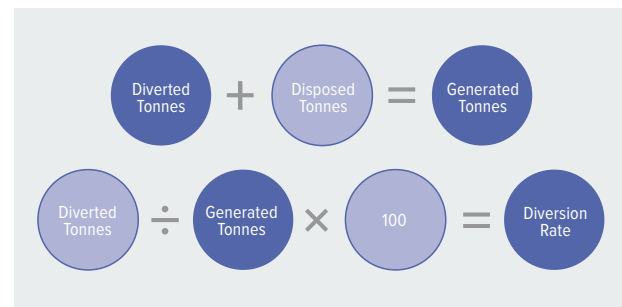 Diverted
Tonnes
+
Disposed
Tonnes
=
Generated
Tonnes
Diverted
Tonnes
÷
Generated
Tonnes
×
100
=
Diversion
Rate